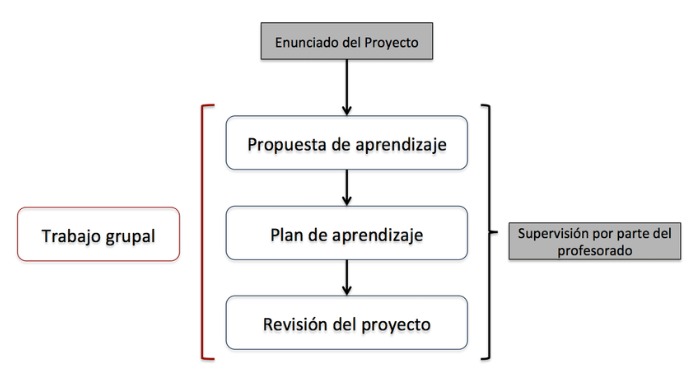 Enunciado del Proyecto
Propuesta de aprendizaje
Trabajo grupal
Plan de aprendizaje
Supervisión por parte del
profesorado
Revisión del proyecto